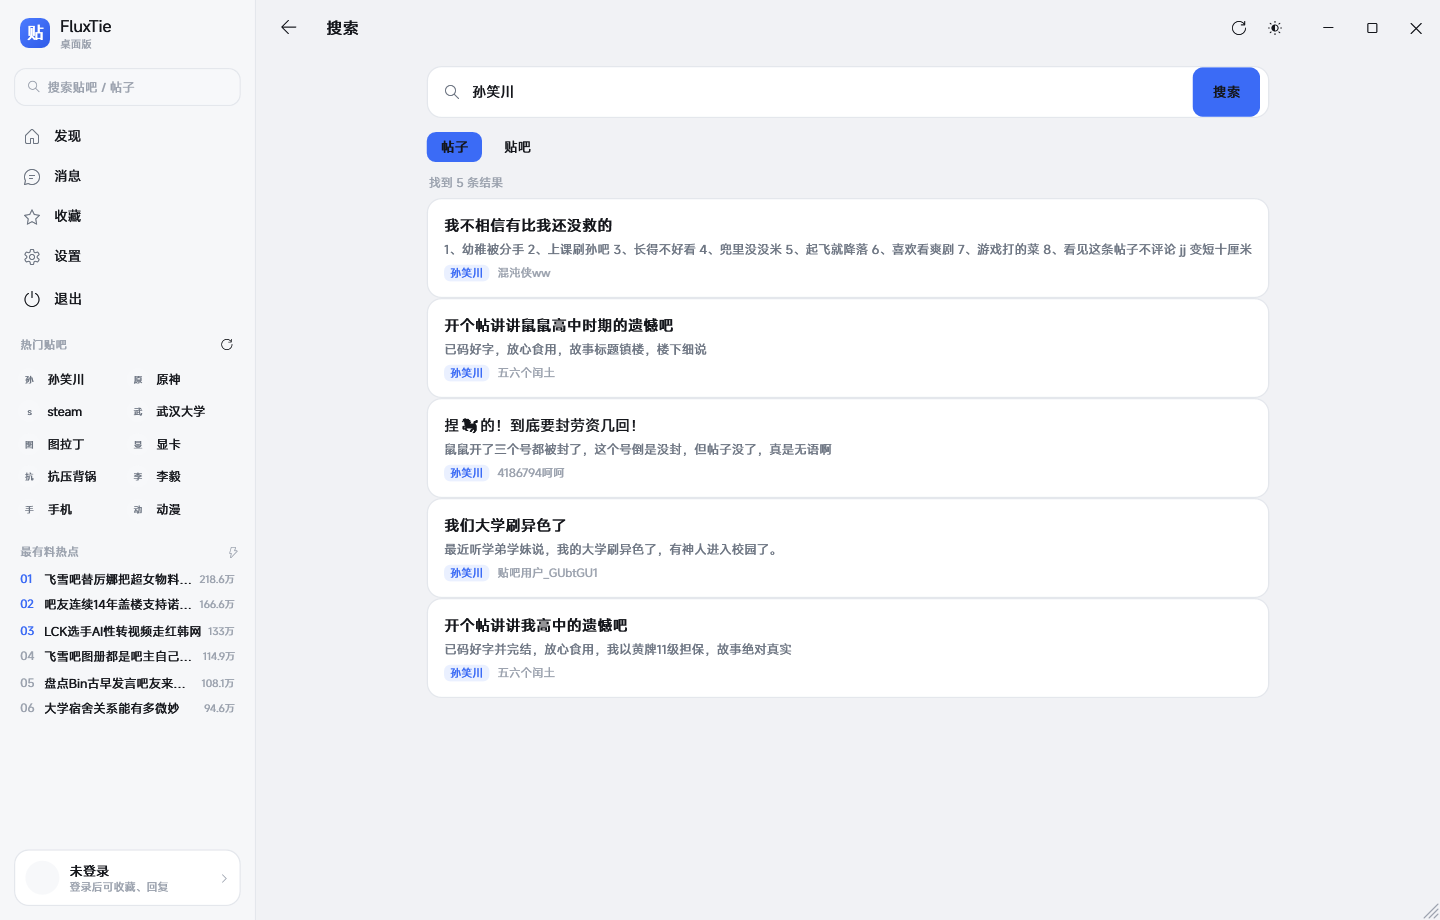 贴
FluxTie
桌面版
搜索贴吧 / 帖子
发现
消息
收藏
设置
退出
热门贴吧
孙 孙笑川 原 原神
s steam 武 武汉大学
图 图拉丁 显 显卡
抗 抗压背锅 李 李毅
手 手机 动 动漫
最有料热点
01 飞雪吧替厉娜把超女物料... 218.6万
02 吧友连续14年盖楼支持诺... 166.6万
03 LCK选手AI性转视频走红韩网 133万
04 飞雪吧图册都是吧主自己... 114.9万
05 盘点Bin古早发言吧友来... 108.1万
06 大学宿舍关系能有多微妙 94.6万
未登录
登录后可收藏、回复
搜索
孙笑川 搜索
帖子 贴吧
找到 5 条结果
我不相信有比我还没救的
1、幼稚被分手 2、上课刷孙吧 3、长得不好看 4、兜里没没米 5、起飞就降落 6、喜欢看爽剧 7、游戏打的菜 8、看见这条帖子不评论 jj 变短十厘米
孙笑川 混沌侠ww
开个帖讲讲鼠鼠高中时期的遗憾吧
已码好字，放心食用，故事标题镇楼，楼下细说
孙笑川 五六个闰土
捏🐎的！到底要封劳资几回！
鼠鼠开了三个号都被封了，这个号倒是没封，但帖子没了，真是无语啊
孙笑川 4186794呵呵
我们大学刷异色了
最近听学弟学妹说，我的大学刷异色了，有神人进入校园了。
孙笑川 贴吧用户_GUbtGU1
开个帖讲讲我高中的遗憾吧
已码好字并完结，放心食用，我以黄牌11级担保，故事绝对真实
孙笑川 五六个闰土